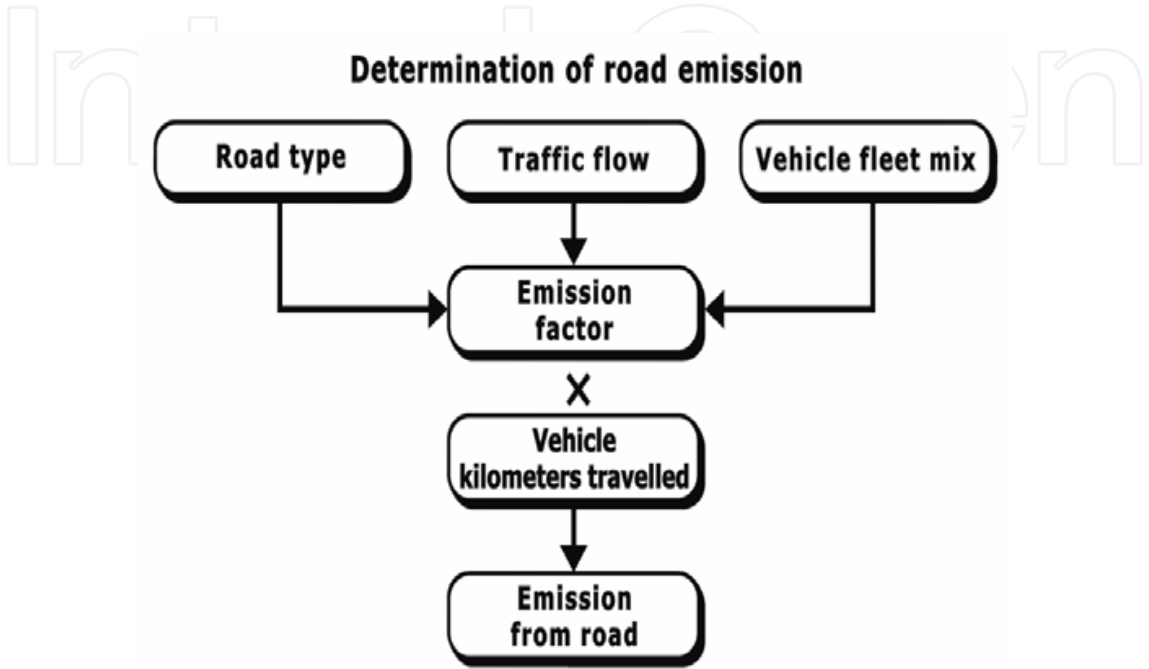 Determination of road emission
Road type
Traffic flow
Vehicle fleet mix
Emission
factor
X
Vehicle
kilometers travelled
Emission
from road